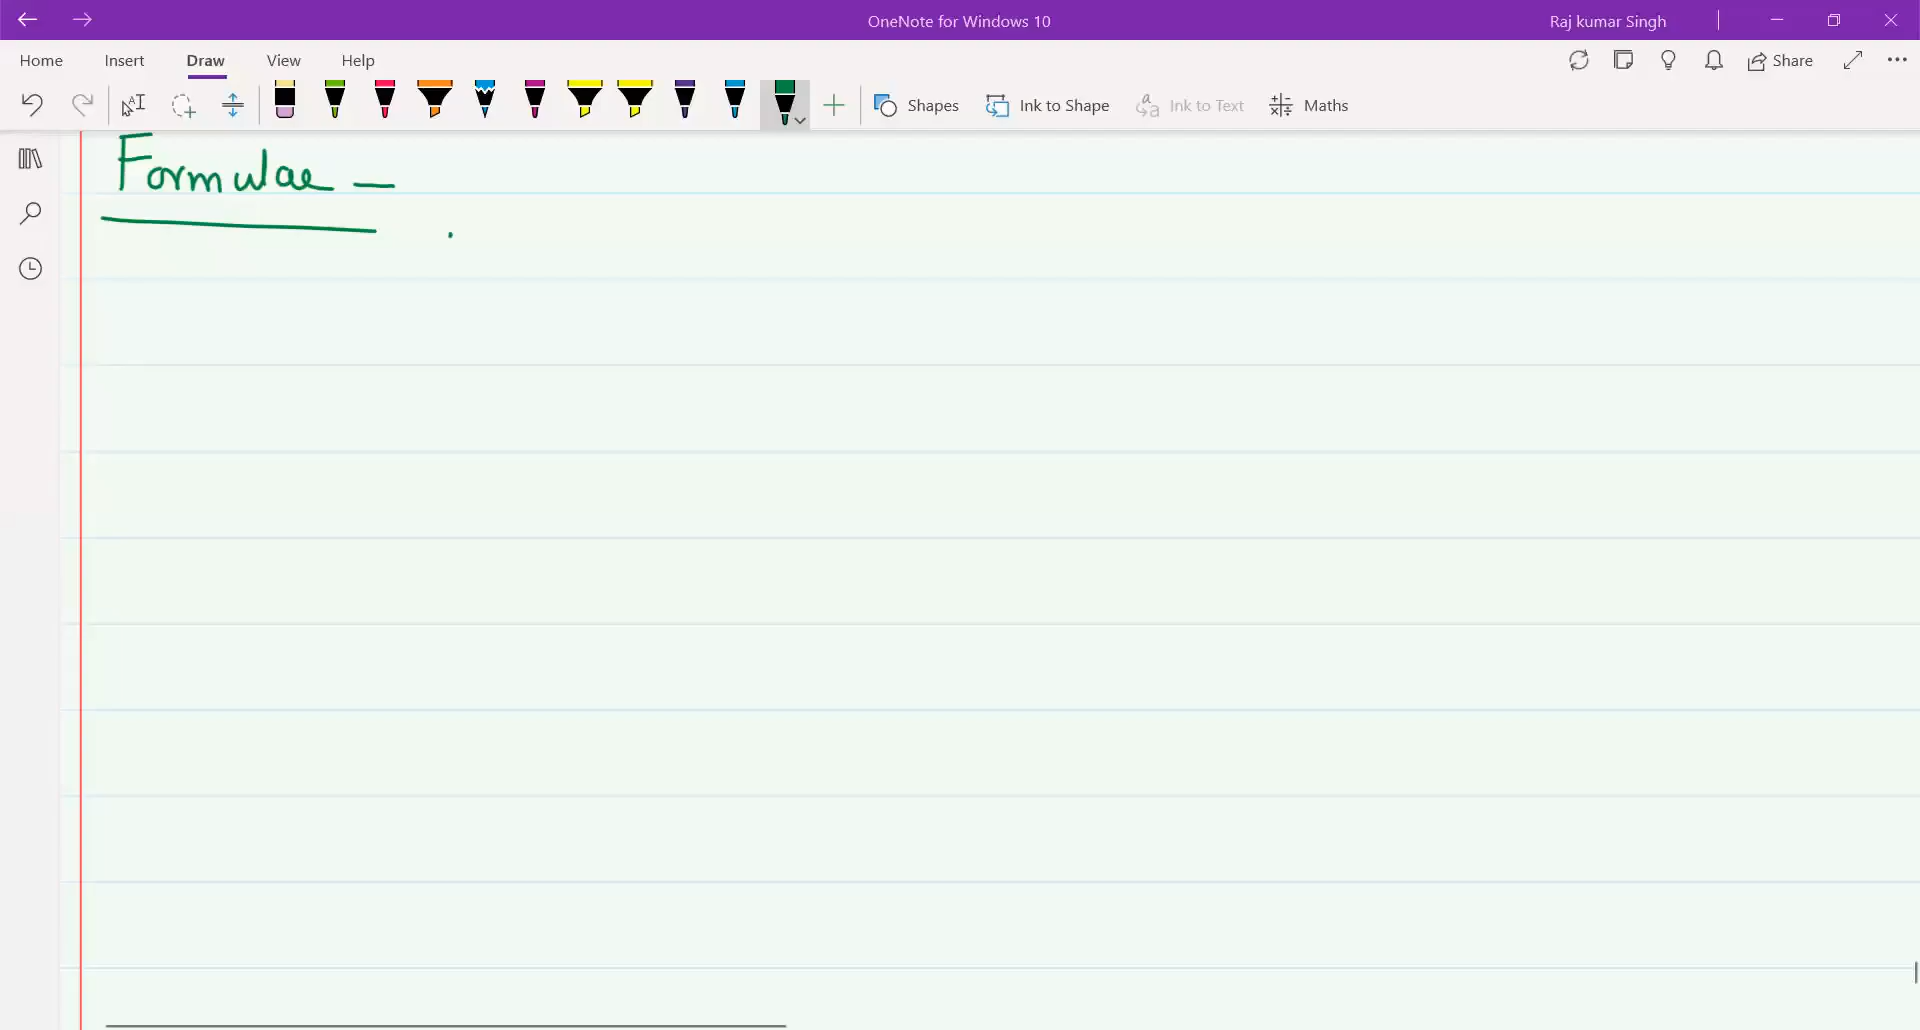 OneNote for Windows 10
Raj kumar Singh
Home Insert Draw View Help
Share
Shapes Ink to Shape Ink to Text Maths
Formulae —